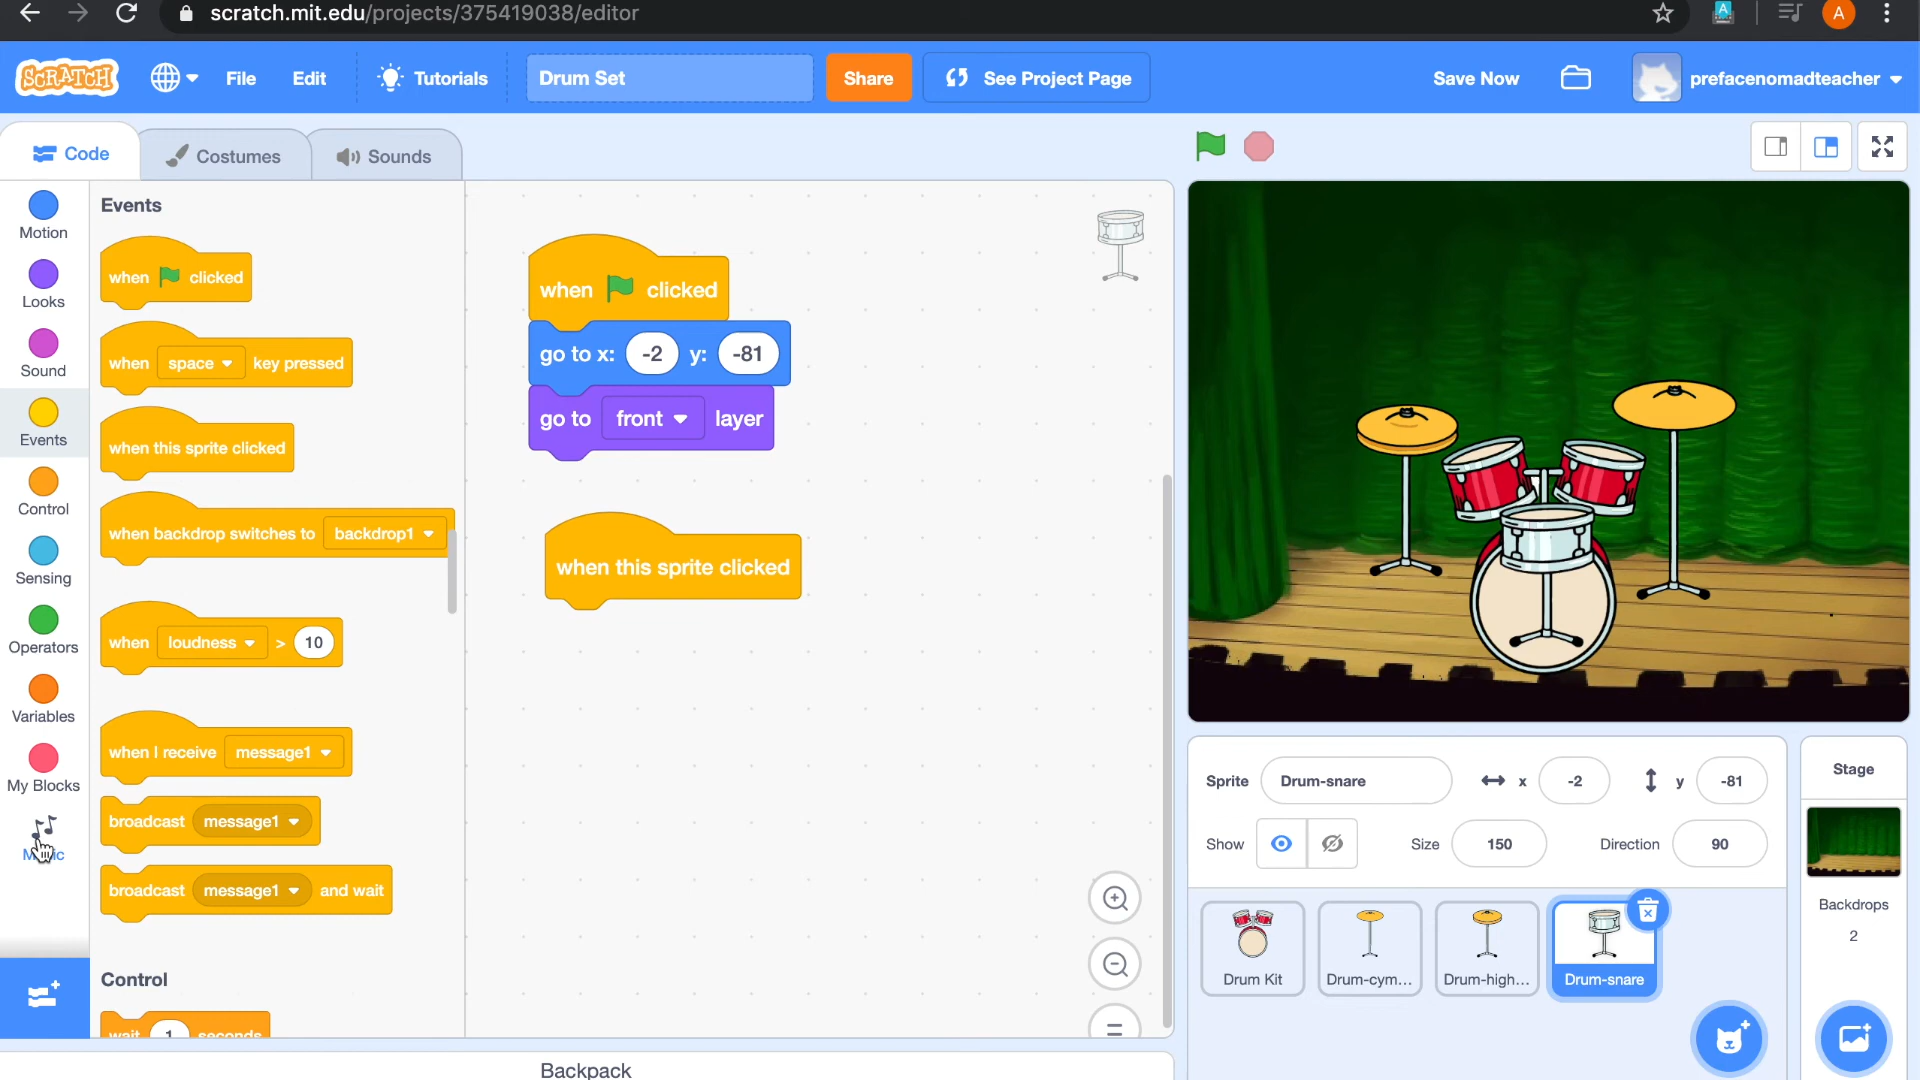 scratch.mit.edu/projects/375419038/editor
A
A
SCRATCH
File
Edit
Tutorials
Drum Set
Share
See Project Page
Save Now
prefacenomadteacher
Code
Costumes
Sounds
Motion
Looks
Sound
Events
Control
Sensing
Operators
Variables
My Blocks
Events
when clicked
when space key pressed
when this sprite clicked
when backdrop switches to backdrop1
when loudness > 10
when I receive message1
broadcast message1
broadcast message1 and wait
Control
wait 1 seconds
when clicked
go to x: -2 y: -81
go to front layer
when this sprite clicked
Sprite Drum-snare x -2 y -81
Show Size 150 Direction 90
Drum Kit
Drum-cym...
Drum-high...
Drum-snare
Stage
Backdrops
2
Backpack